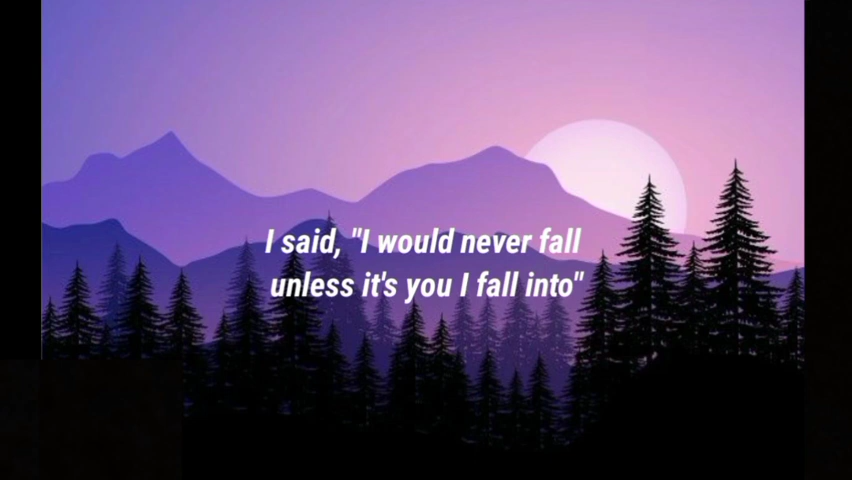 I said, "I would never fall
unless it's you I fall into"